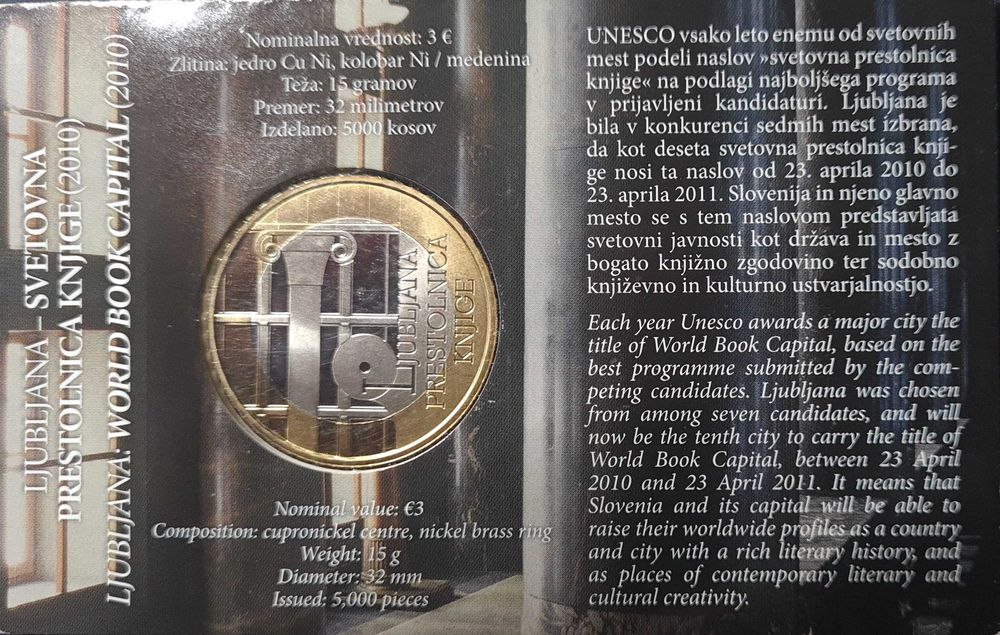 LJUBLJANA – SVETOVNA
PRESTOLNICA KNJIGE (2010)
LJUBLJANA: WORLD BOOK CAPITAL (2010)
Nominalna vrednost: 3 €
Zlitina: jedro Cu Ni, kolobar Ni / medenina
Teža: 15 gramov
Premer: 32 milimetrov
Izdelano: 5000 kosov
LJUBLJANA
PRESTOLNICA
KNJIGE
Nominal value: €3
Composition: cupronickel centre, nickel brass ring
Weight: 15 g
Diameter: 32 mm
Issued: 5,000 pieces
UNESCO vsako leto enemu od svetovnih
mest podeli naslov »svetovna prestolnica
knjige« na podlagi najboljšega programa
v prijavljeni kandidaturi. Ljubljana je
bila v konkurenci sedmih mest izbrana,
da kot deseta svetovna prestolnica knji-
ge nosi ta naslov od 23. aprila 2010 do
23. aprila 2011. Slovenija in njeno glavno
mesto se s tem naslovom predstavljata
svetovni javnosti kot država in mesto z
bogato knjižno zgodovino ter sodobno
književno in kulturno ustvarjalnostjo.
Each year Unesco awards a major city the
title of World Book Capital, based on the
best programme submitted by the com-
peting candidates. Ljubljana was chosen
from among seven candidates, and will
now be the tenth city to carry the title of
World Book Capital, between 23 April
2010 and 23 April 2011. It means that
Slovenia and its capital will be able to
raise their worldwide profiles as a country
and city with a rich literary history, and
as places of contemporary literary and
cultural creativity.